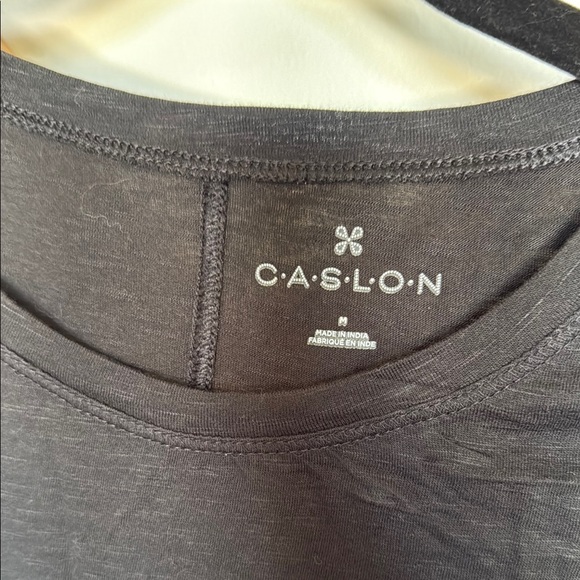 C·A·S·L·O·N
M
MADE IN INDIA
FABRIQUÉ EN INDE